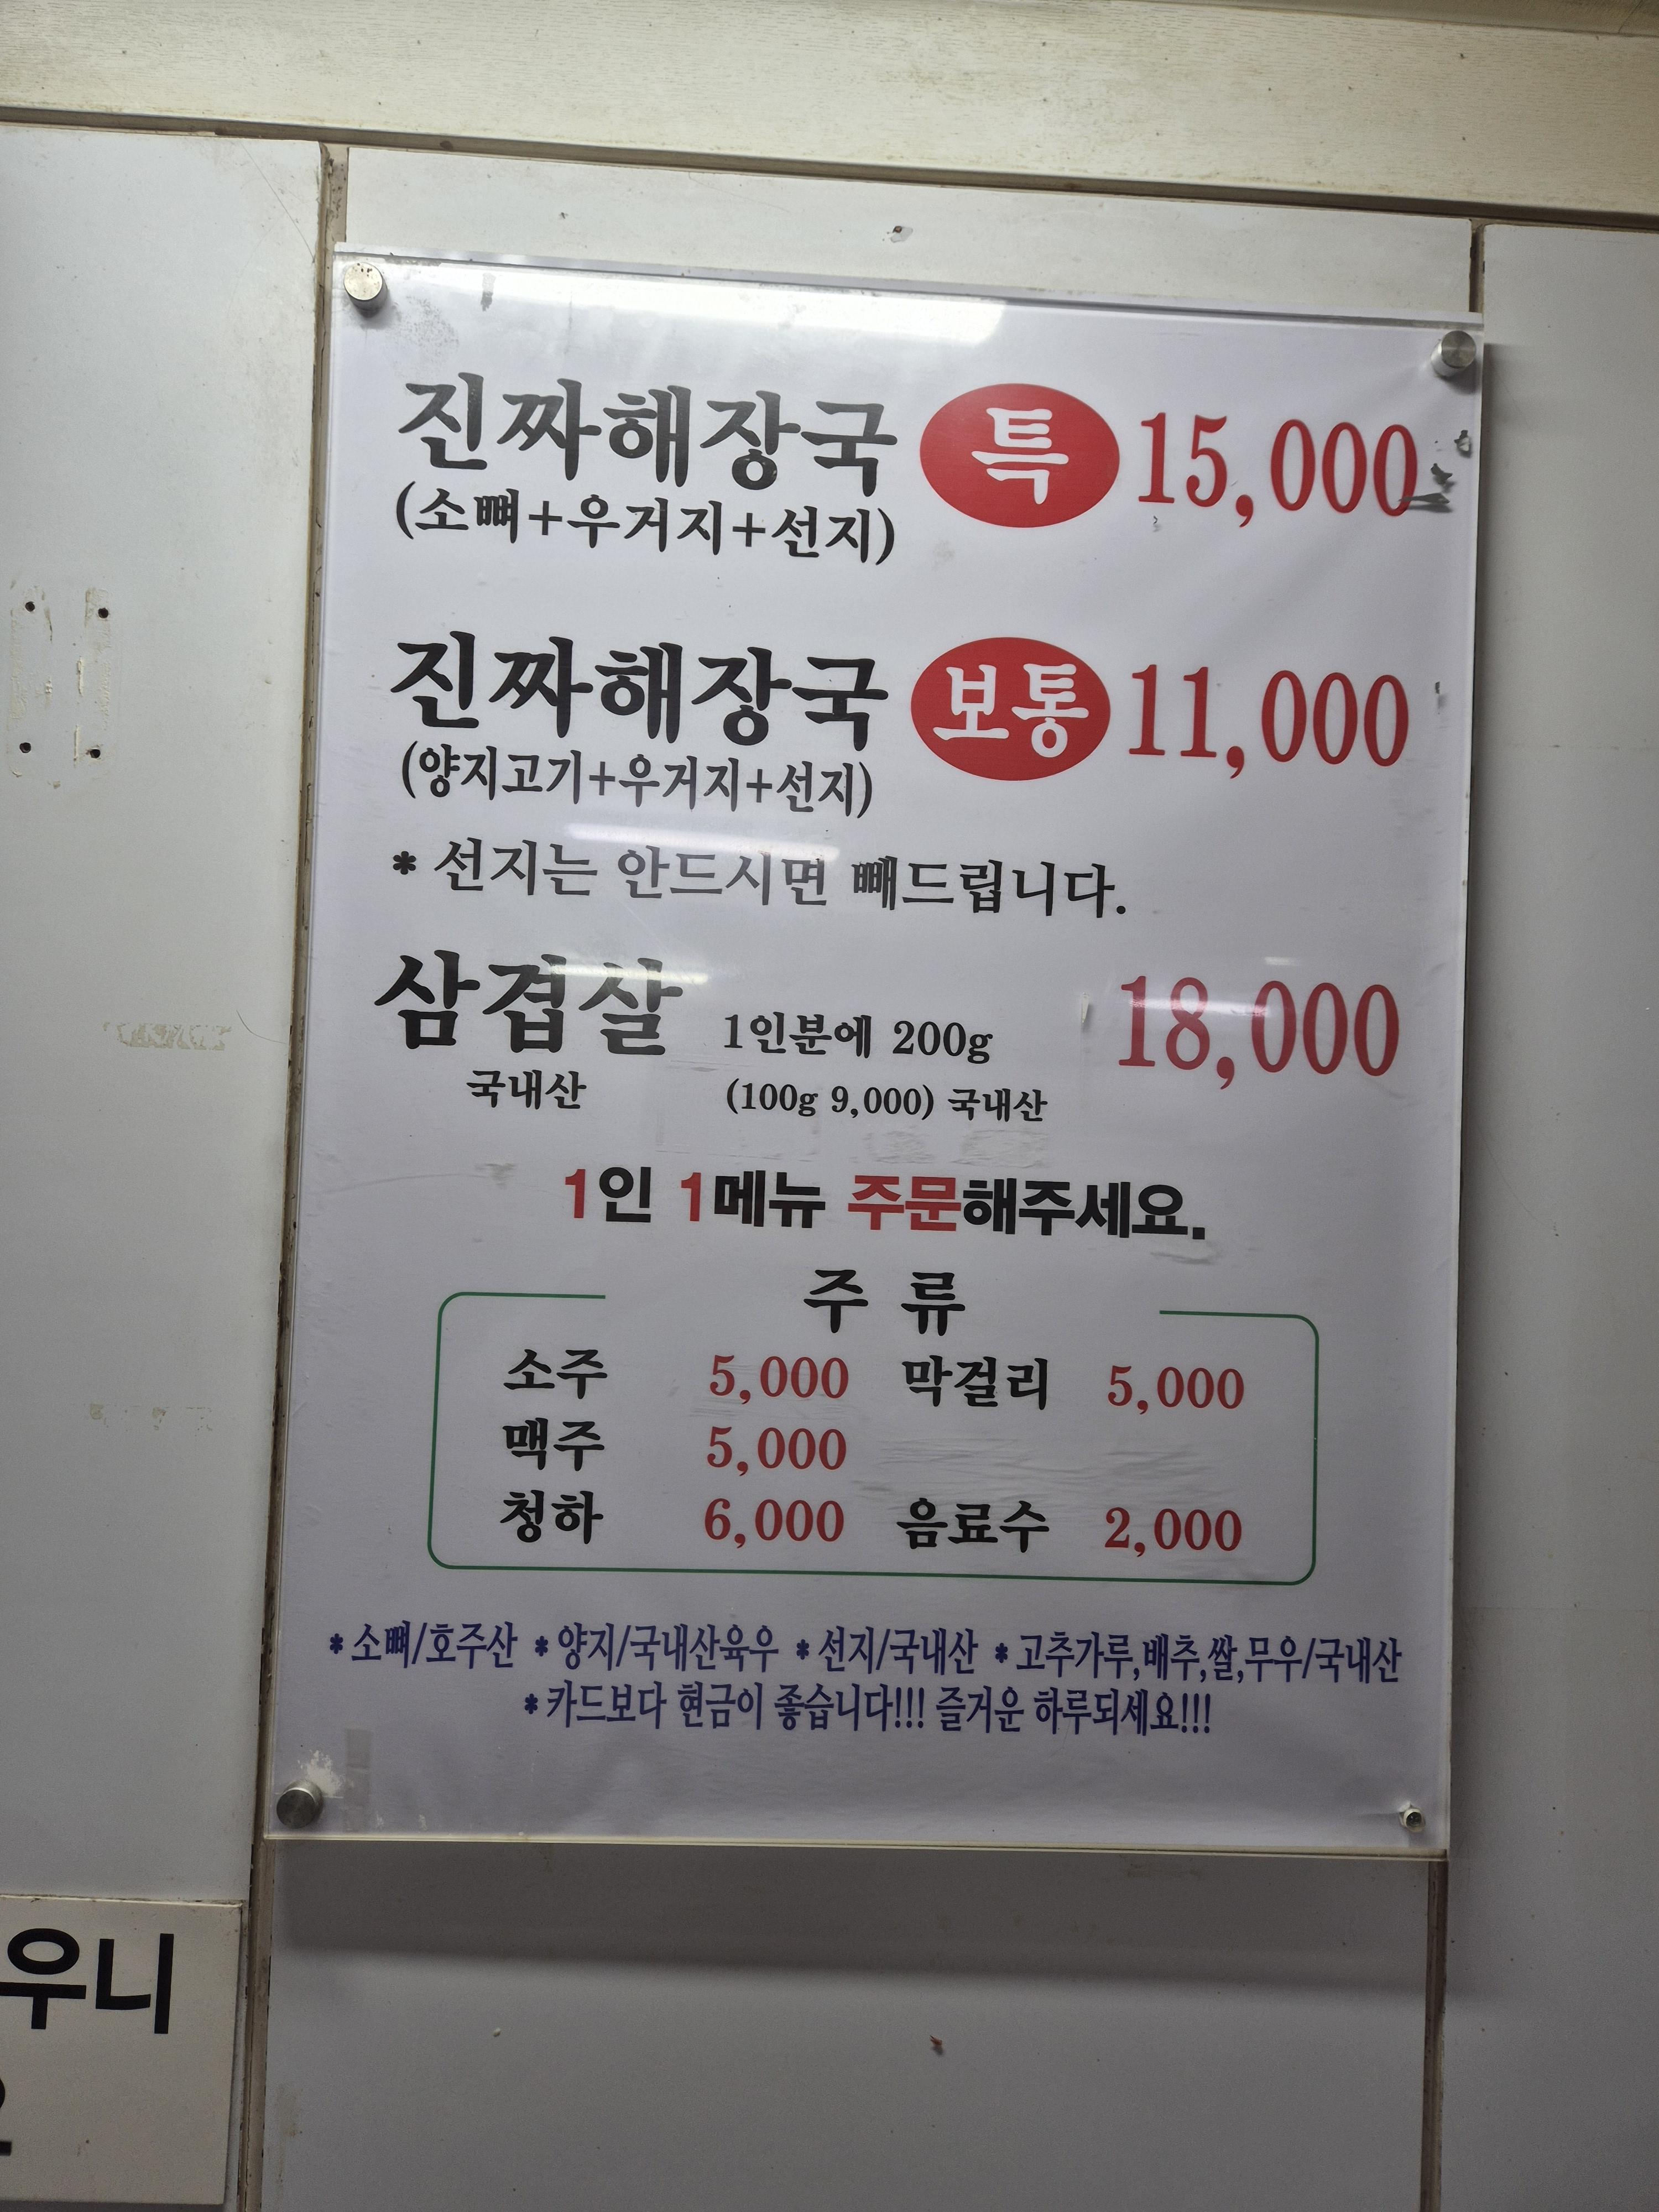 진짜해장국 특 15,000
(소뼈+우거지+선지)
진짜해장국 보통 11,000
(양지고기+우거지+선지)
* 선지는 안드시면 빼드립니다.
삼겹살 1인분에 200g 18,000
국내산 (100g 9,000) 국내산
1인 1메뉴 주문해주세요.
주 류
소주 5,000 막걸리 5,000
맥주 5,000
청하 6,000 음료수 2,000
* 소뼈/호주산 * 양지/국내산육우 * 선지/국내산 * 고추가루,배추,쌀,무우/국내산
* 카드보다 현금이 좋습니다!!! 즐거운 하루되세요!!!
우니